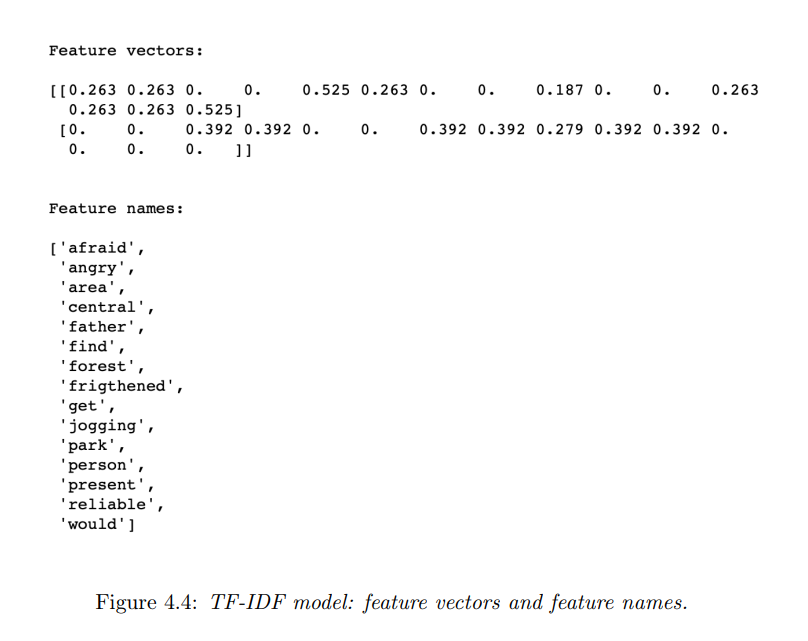 Feature vectors:
[[0.263 0.263 0.    0.    0.525 0.263 0.    0.    0.187 0.    0.    0.263
  0.263 0.263 0.525]
 [0.    0.    0.392 0.392 0.    0.    0.392 0.392 0.279 0.392 0.392 0.
  0.    0.    0.   ]]
Feature names:
['afraid',
 'angry',
 'area',
 'central',
 'father',
 'find',
 'forest',
 'frigthened',
 'get',
 'jogging',
 'park',
 'person',
 'present',
 'reliable',
 'would']
Figure 4.4: TF-IDF model: feature vectors and feature names.